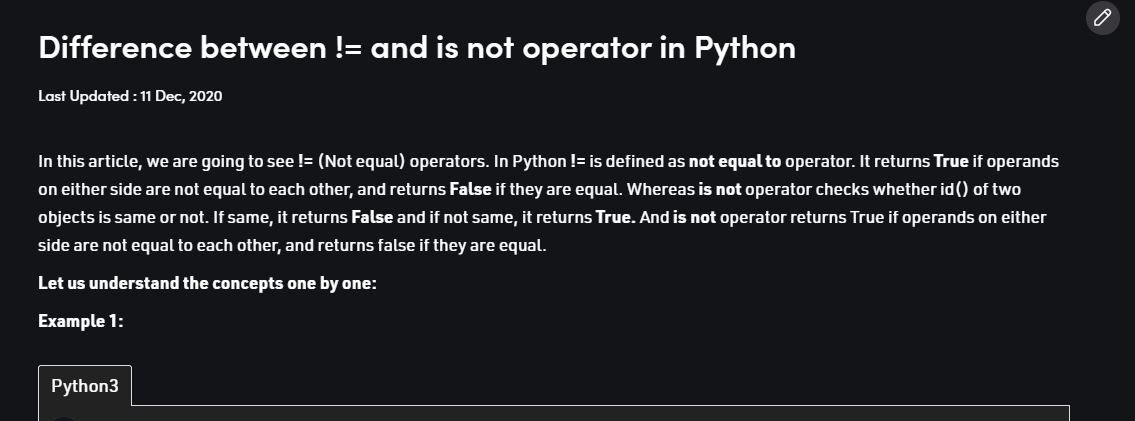 Difference between != and is not operator in Python
Last Updated : 11 Dec, 2020
In this article, we are going to see != (Not equal) operators. In Python != is defined as not equal to operator. It returns True if operands
on either side are not equal to each other, and returns False if they are equal. Whereas is not operator checks whether id() of two
objects is same or not. If same, it returns False and if not same, it returns True. And is not operator returns True if operands on either
side are not equal to each other, and returns false if they are equal.
Let us understand the concepts one by one:
Example 1:
Python3